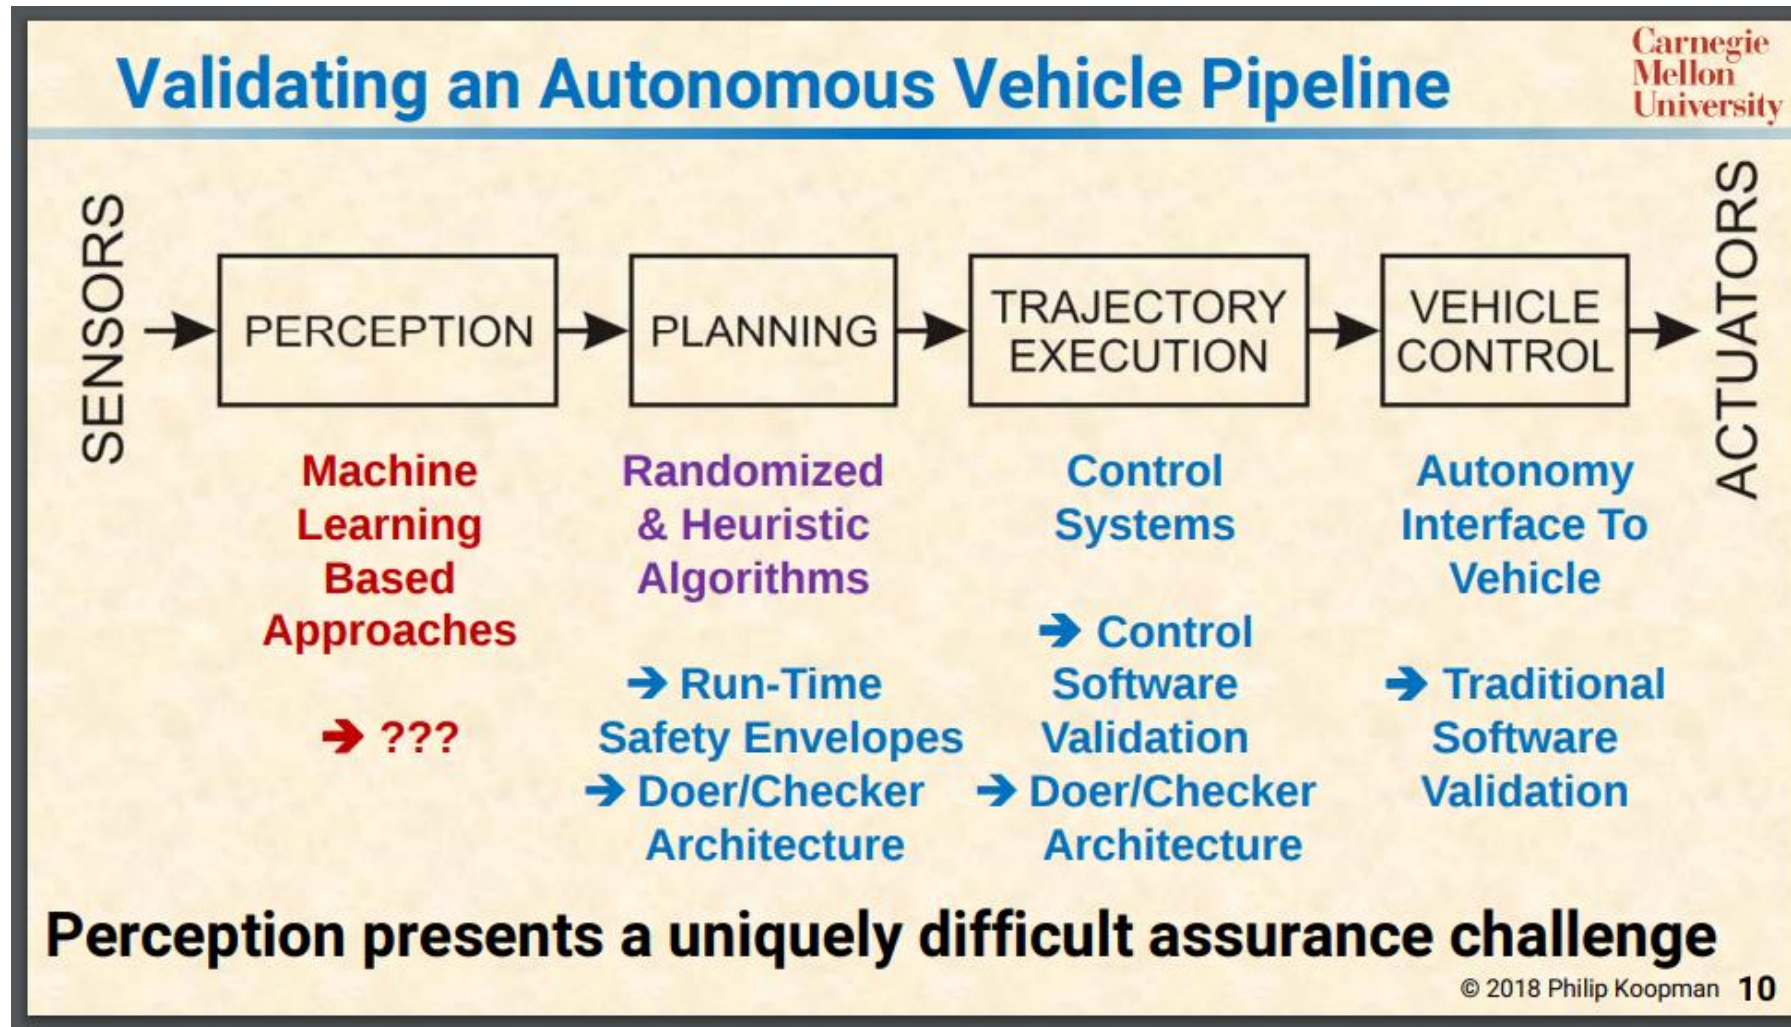 Validating an Autonomous Vehicle Pipeline
Carnegie
Mellon
University
SENSORS
PERCEPTION
PLANNING
TRAJECTORY
EXECUTION
VEHICLE
CONTROL
ACTUATORS
Machine
Learning
Based
Approaches
➔ ???
Randomized
& Heuristic
Algorithms
➔ Run-Time
Safety Envelopes
➔ Doer/Checker
Architecture
Control
Systems
➔ Control
Software
Validation
➔ Doer/Checker
Architecture
Autonomy
Interface To
Vehicle
➔ Traditional
Software
Validation
Perception presents a uniquely difficult assurance challenge
© 2018 Philip Koopman 10